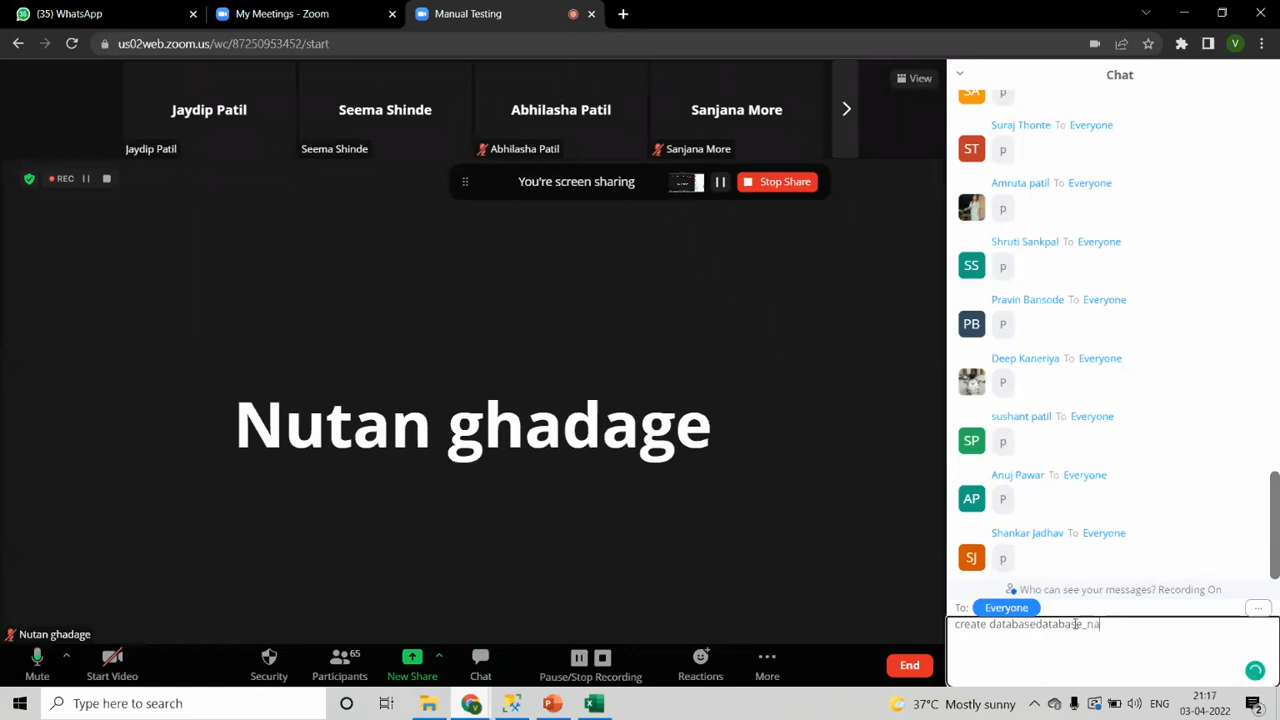 35
(35) WhatsApp
My Meetings - Zoom
Manual Testing
us02web.zoom.us/wc/87250953452/start
V
Jaydip Patil
Seema Shinde
Abhilasha Patil
Sanjana More
View
Jaydip Patil
Seema Shinde
Abhilasha Patil
Sanjana More
REC
You're screen sharing
Stop Share
Nutan ghadage
Nutan ghadage
Chat
SA
p
Suraj Thonte To Everyone
ST
p
Amruta patil To Everyone
p
Shruti Sankpal To Everyone
SS
p
Pravin Bansode To Everyone
PB
P
Deep Kaneriya To Everyone
P
sushant patil To Everyone
SP
p
Anuj Pawar To Everyone
AP
P
Shankar Jadhav To Everyone
SJ
p
Who can see your messages? Recording On
To: Everyone
create databasedatabase_na
Mute
Start Video
Security
65
Participants
New Share
Chat
Pause/Stop Recording
Reactions
More
End
Type here to search
37°C Mostly sunny
21:17
03-04-2022
2